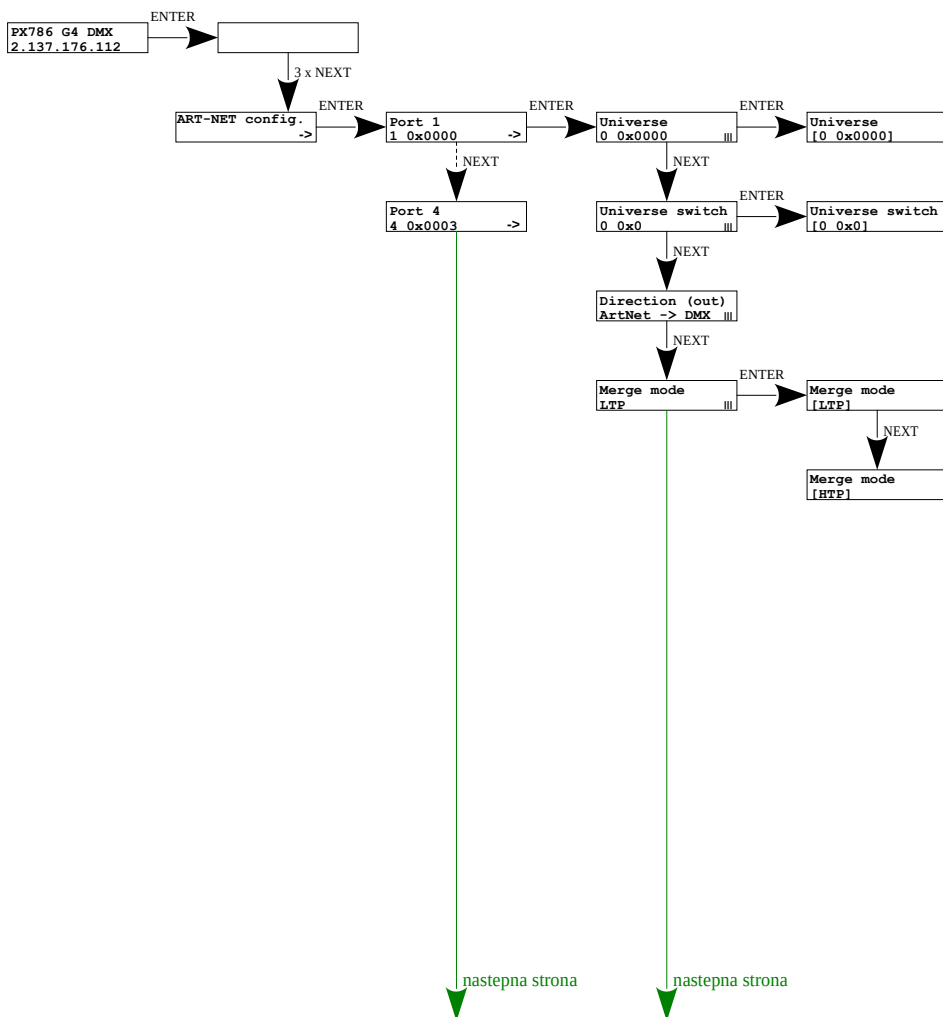 ENTER
PX786 G4 DMX
2.137.176.112
3 x NEXT
ART-NET config.
->
ENTER
Port 1
1 0x0000 ->
ENTER
Universe
0 0x0000
ENTER
Universe
[0 0x0000]
NEXT
NEXT
Port 4
4 0x0003 ->
Universe switch
0 0x0
ENTER
Universe switch
[0 0x0]
NEXT
Direction (out)
ArtNet -> DMX
NEXT
Merge mode
LTP
ENTER
Merge mode
[LTP]
NEXT
Merge mode
[HTP]
nastepna strona
nastepna strona